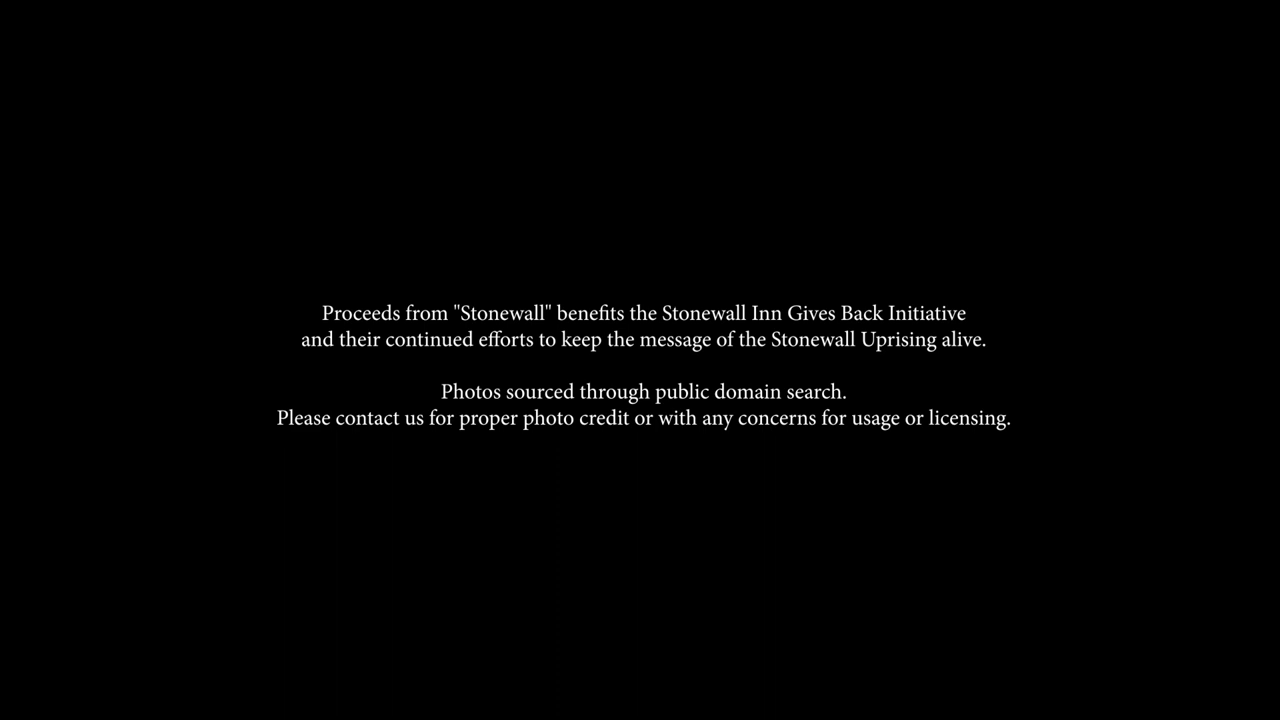 Proceeds from "Stonewall" benefits the Stonewall Inn Gives Back Initiative
and their continued efforts to keep the message of the Stonewall Uprising alive.
Photos sourced through public domain search.
Please contact us for proper photo credit or with any concerns for usage or licensing.